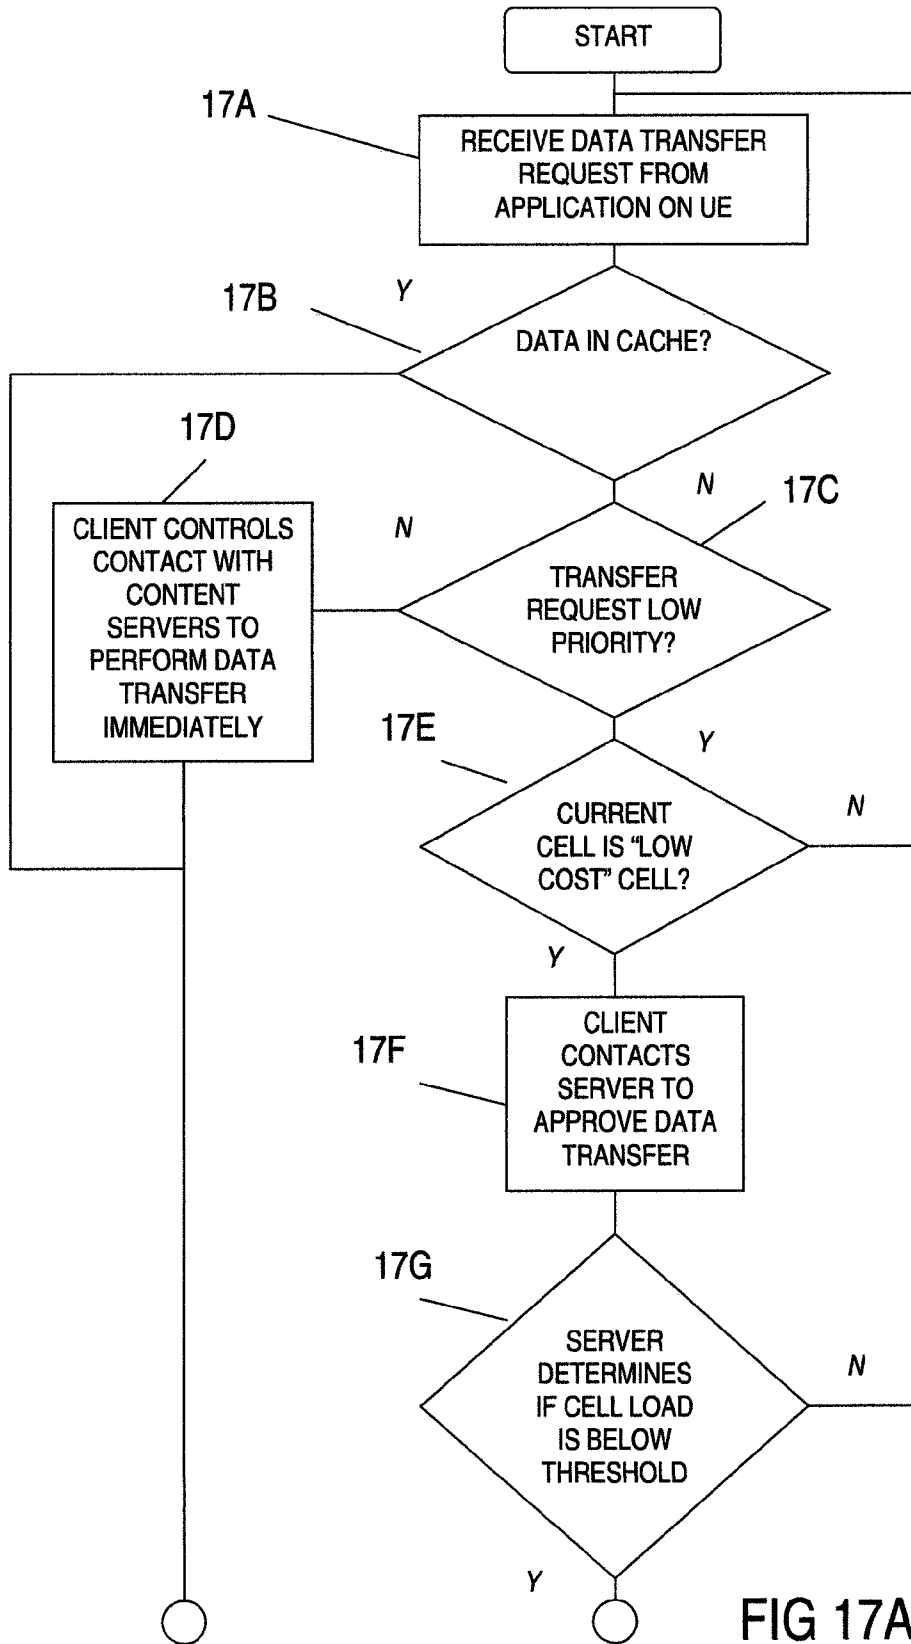 START
17A
RECEIVE DATA TRANSFER
REQUEST FROM
APPLICATION ON UE
17B
Y
DATA IN CACHE?
17D
N
17C
CLIENT CONTROLS
CONTACT WITH
CONTENT
SERVERS TO
PERFORM DATA
TRANSFER
IMMEDIATELY
N
TRANSFER
REQUEST LOW
PRIORITY?
17E
Y
CURRENT
CELL IS “LOW
COST” CELL?
N
Y
17F
CLIENT
CONTACTS
SERVER TO
APPROVE DATA
TRANSFER
17G
SERVER
DETERMINES
IF CELL LOAD
IS BELOW
THRESHOLD
N
Y
FIG 17A